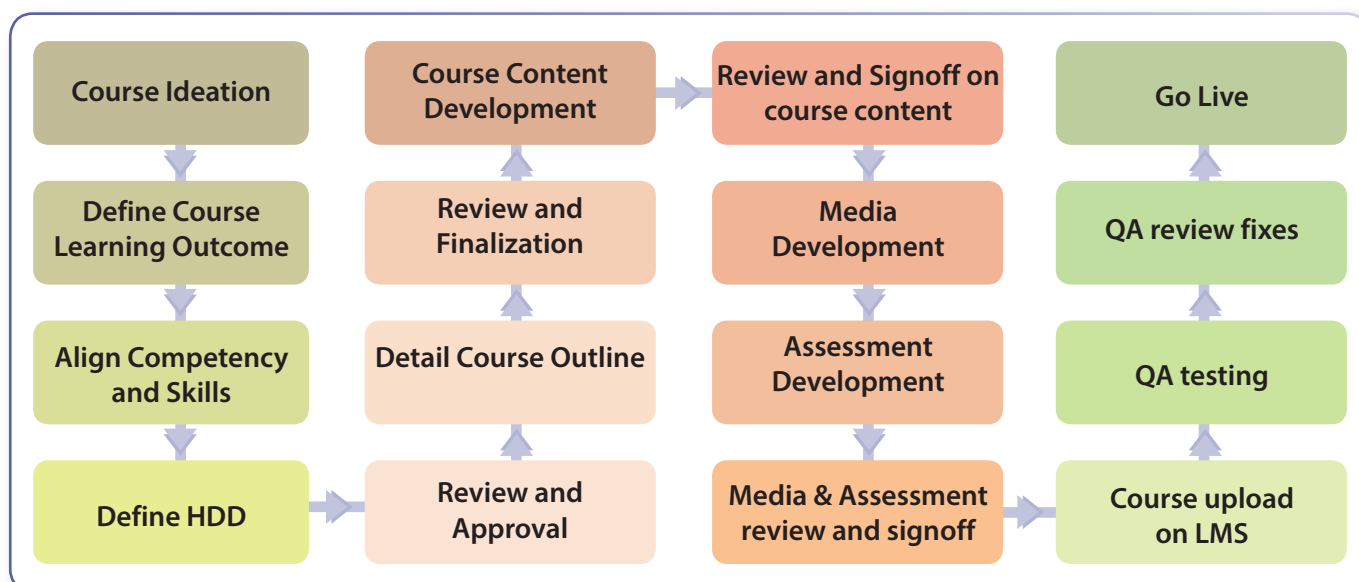 Course Ideation
Define Course
Learning Outcome
Align Competency
and Skills
Define HDD
Review and
Approval
Detail Course Outline
Review and
Finalization
Course Content
Development
Review and Signoff on
course content
Media
Development
Assessment
Development
Media & Assessment
review and signoff
Course upload
on LMS
QA testing
QA review fixes
Go Live